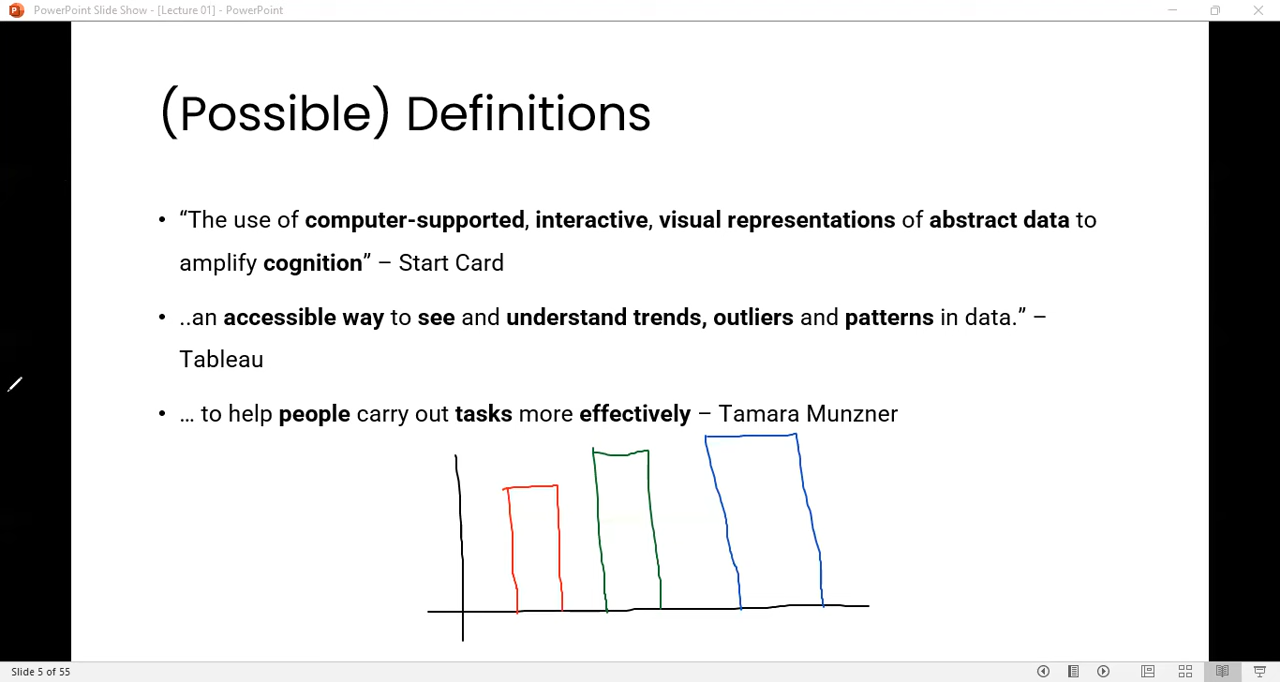 PowerPoint Slide Show - [Lecture 01] - PowerPoint
(Possible) Definitions
• “The use of computer-supported, interactive, visual representations of abstract data to
amplify cognition” – Start Card
• ..an accessible way to see and understand trends, outliers and patterns in data.” –
Tableau
• … to help people carry out tasks more effectively – Tamara Munzner
Slide 5 of 55